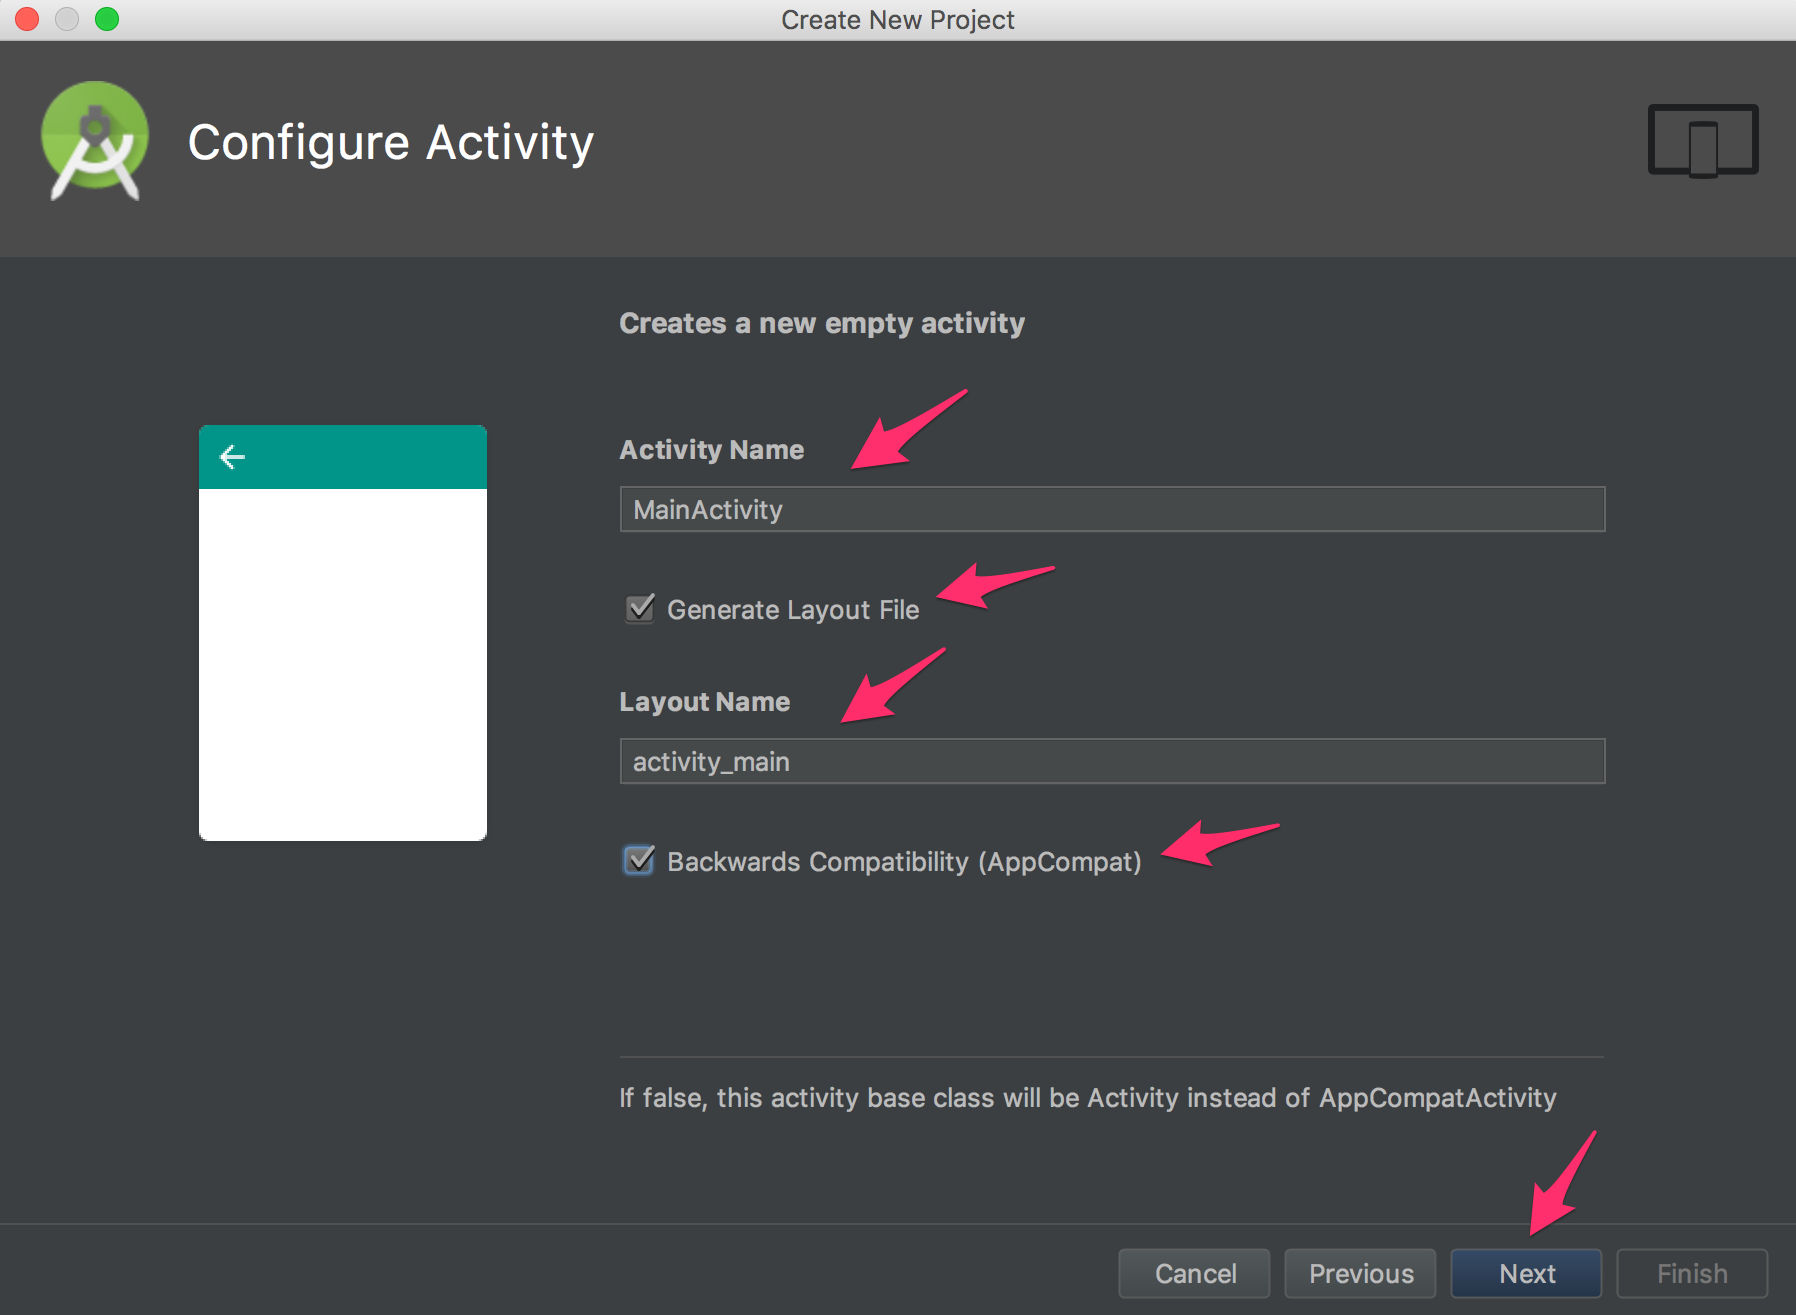 Create New Project
Configure Activity
Creates a new empty activity
Activity Name
MainActivity
Generate Layout File
Layout Name
activity_main
Backwards Compatibility (AppCompat)
If false, this activity base class will be Activity instead of AppCompatActivity
Cancel Previous Next Finish